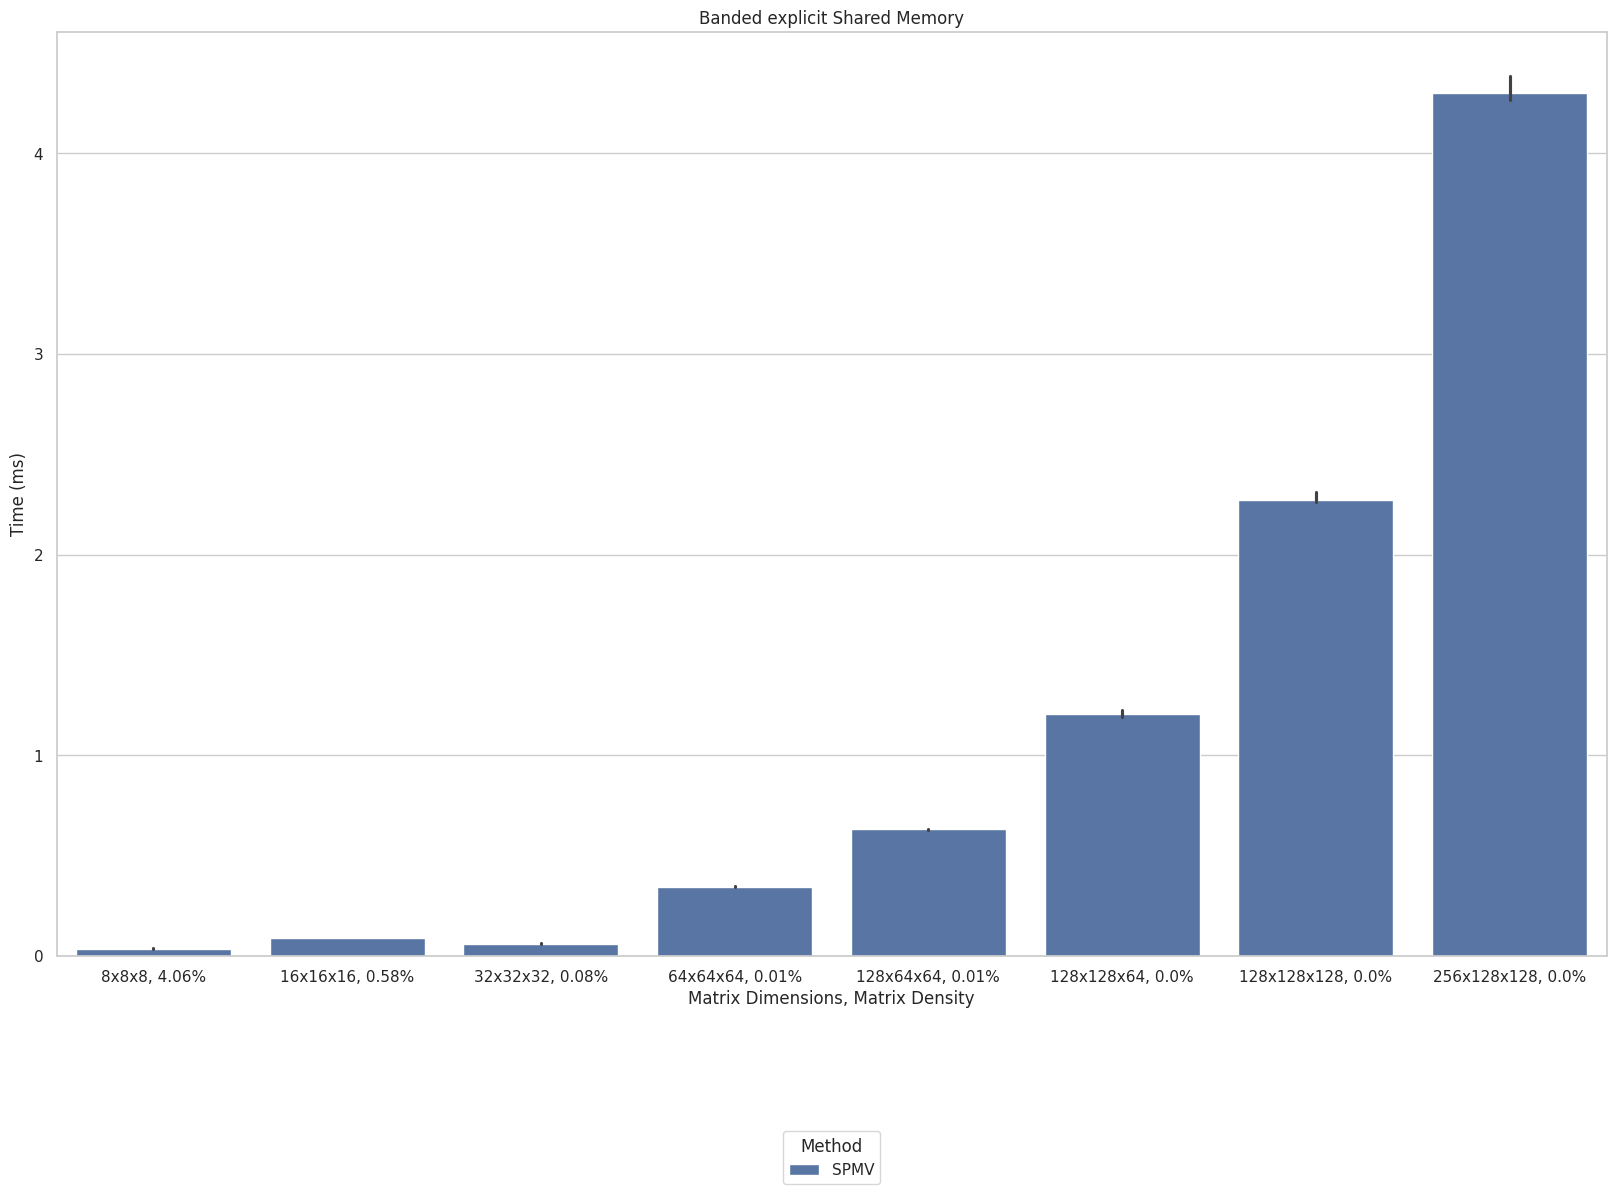 Banded explicit Shared Memory
Time (ms)
4
3
2
1
0
8x8x8, 4.06%
16x16x16, 0.58%
32x32x32, 0.08%
64x64x64, 0.01%
128x64x64, 0.01%
128x128x64, 0.0%
128x128x128, 0.0%
256x128x128, 0.0%
Matrix Dimensions, Matrix Density
Method
SPMV